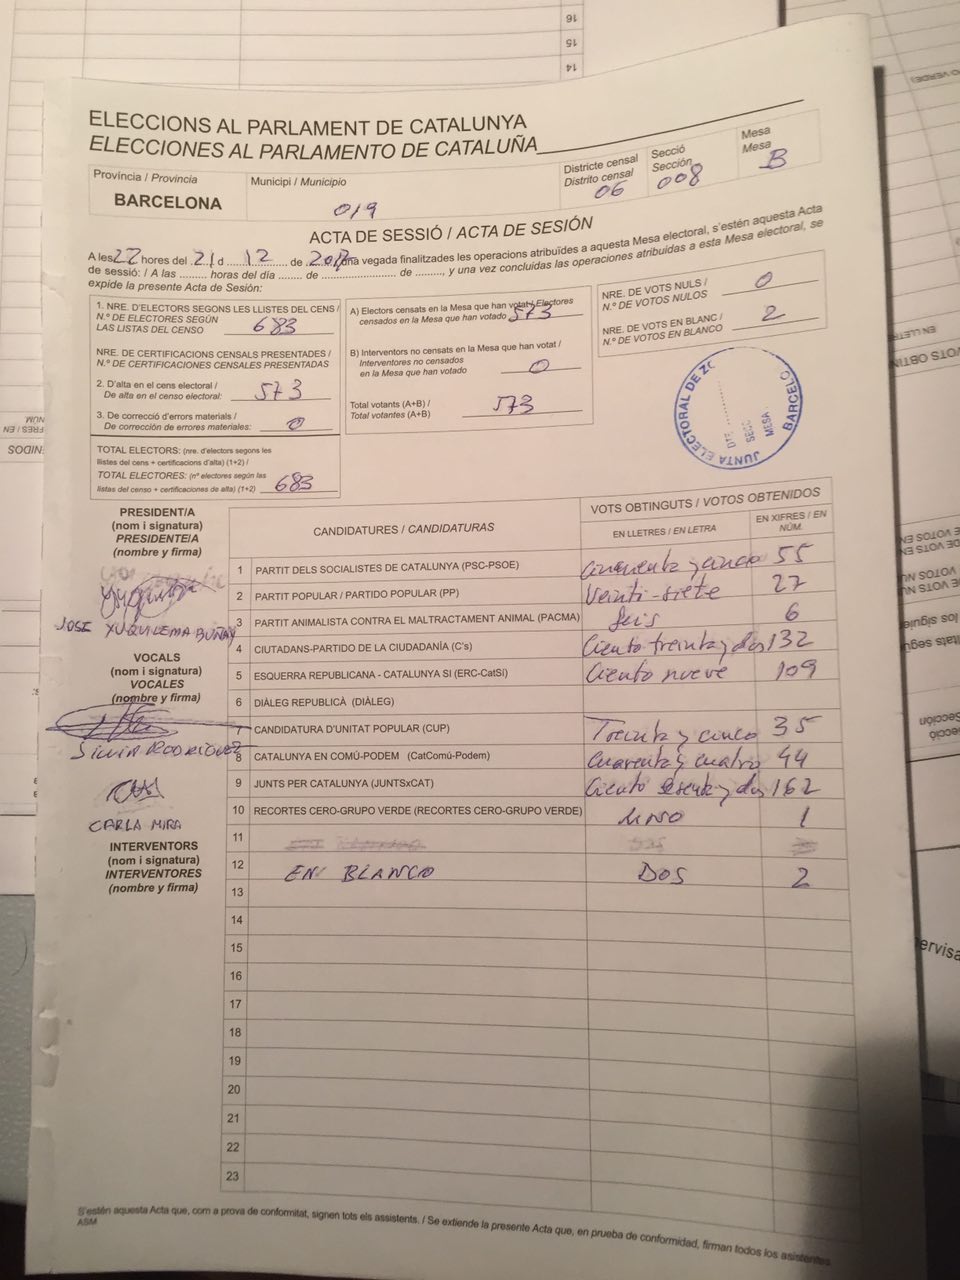 16
15
14
ELECCIONS AL PARLAMENT DE CATALUNYA
ELECCIONES AL PARLAMENTO DE CATALUÑA
Província / Provincia
BARCELONA
Municipi / Municipio
019
Districte censal
Distrito censal
06
Secció
Sección
008
Mesa
Mesa
B
ACTA DE SESSIÓ / ACTA DE SESIÓN
A les 22 hores del 21 d 12 de 2017, una vegada finalitzades les operacions atribuïdes a aquesta Mesa electoral, s'estén aquesta Acta
de sessió: / A las ......... horas del día ....... de ........................ de ........., y una vez concluidas las operaciones atribuidas a esta Mesa electoral, se
expide la presente Acta de Sesión:
1. NRE. D'ELECTORS SEGONS LES LLISTES DEL CENS /
N.º DE ELECTORES SEGÚN
LAS LISTAS DEL CENSO 683
NRE. DE CERTIFICACIONS CENSALS PRESENTADES /
N.º DE CERTIFICACIONES CENSALES PRESENTADAS
2. D'alta en el cens electoral /
De alta en el censo electoral: 573
3. De correcció d'errors materials /
De corrección de errores materiales: 0
TOTAL ELECTORS: (nre. d'electors segons les
llistes del cens + certificacions d'alta) (1+2) /
TOTAL ELECTORES: (nº electores según las
listas del censo + certificaciones de alta) (1+2) 683
A) Electors censats en la Mesa que han votat / Electores
censados en la Mesa que han votado 573
B) Interventors no censats en la Mesa que han votat /
Interventores no censados
en la Mesa que han votado 0
Total votants (A+B) /
Total votantes (A+B) 573
NRE. DE VOTS NULS /
N.º DE VOTOS NULOS 0
NRE. DE VOTS EN BLANC /
N.º DE VOTOS EN BLANCO 2
JUNTA ELECTORAL DE ZO
BARCELO
DTE.
SECC
MESA
PRESIDENT/A
(nom i signatura)
PRESIDENTE/A
(nombre y firma)
JOSE YUQUILEMA BUÑAY
VOCALS
(nom i signatura)
VOCALES
(nombre y firma)
SILVIA RODRIGUEZ
CARLA MIRA
INTERVENTORS
(nom i signatura)
INTERVENTORES
(nombre y firma)
CANDIDATURES / CANDIDATURAS
VOTS OBTINGUTS / VOTOS OBTENIDOS
EN LLETRES / EN LETRA
EN XIFRES / EN
NÚM.
1 PARTIT DELS SOCIALISTES DE CATALUNYA (PSC-PSOE) Cinquenta y cinco 55
2 PARTIT POPULAR / PARTIDO POPULAR (PP) Veinti-siete 27
3 PARTIT ANIMALISTA CONTRA EL MALTRACTAMENT ANIMAL (PACMA) Seis 6
4 CIUTADANS-PARTIDO DE LA CIUDADANÍA (C's) Ciento treinta y dos 132
5 ESQUERRA REPUBLICANA - CATALUNYA SÍ (ERC-CatSí) Ciento nueve 109
6 DIÀLEG REPUBLICÀ (DIÀLEG)
7 CANDIDATURA D'UNITAT POPULAR (CUP) Treinta y cinco 35
8 CATALUNYA EN COMÚ-PODEM (CatComú-Podem) Cuarenta y cuatro 44
9 JUNTS PER CATALUNYA (JUNTSxCAT) Ciento sesenta y dos 162
10 RECORTES CERO-GRUPO VERDE (RECORTES CERO-GRUPO VERDE) UNO 1
11
12 EN BLANCO DOS 2
13
14
15
16
17
18
19
20
21
22
23
S'estén aquesta Acta que, com a prova de conformitat, signen tots els assistents. / Se extiende la presente Acta que, en prueba de conformidad, firman todos los asistentes.
ASM